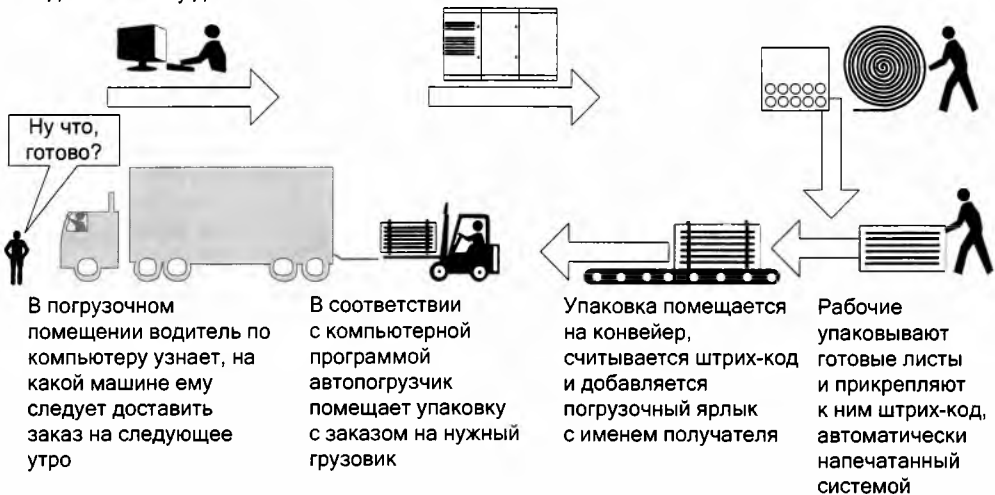 Ну что,
готово?
В погрузочном
помещении водитель по
компьютеру узнает, на
какой машине ему
следует доставить
заказ на следующее
утро
В соответствии
с компьютерной
программой
автопогрузчик
помещает упаковку
с заказом на нужный
грузовик
Упаковка помещается
на конвейер,
считывается штрих-код
и добавляется
погрузочный ярлык
с именем получателя
Рабочие
упаковывают
готовые листы
и прикрепляют
к ним штрих-код,
автоматически
напечатанный
системой